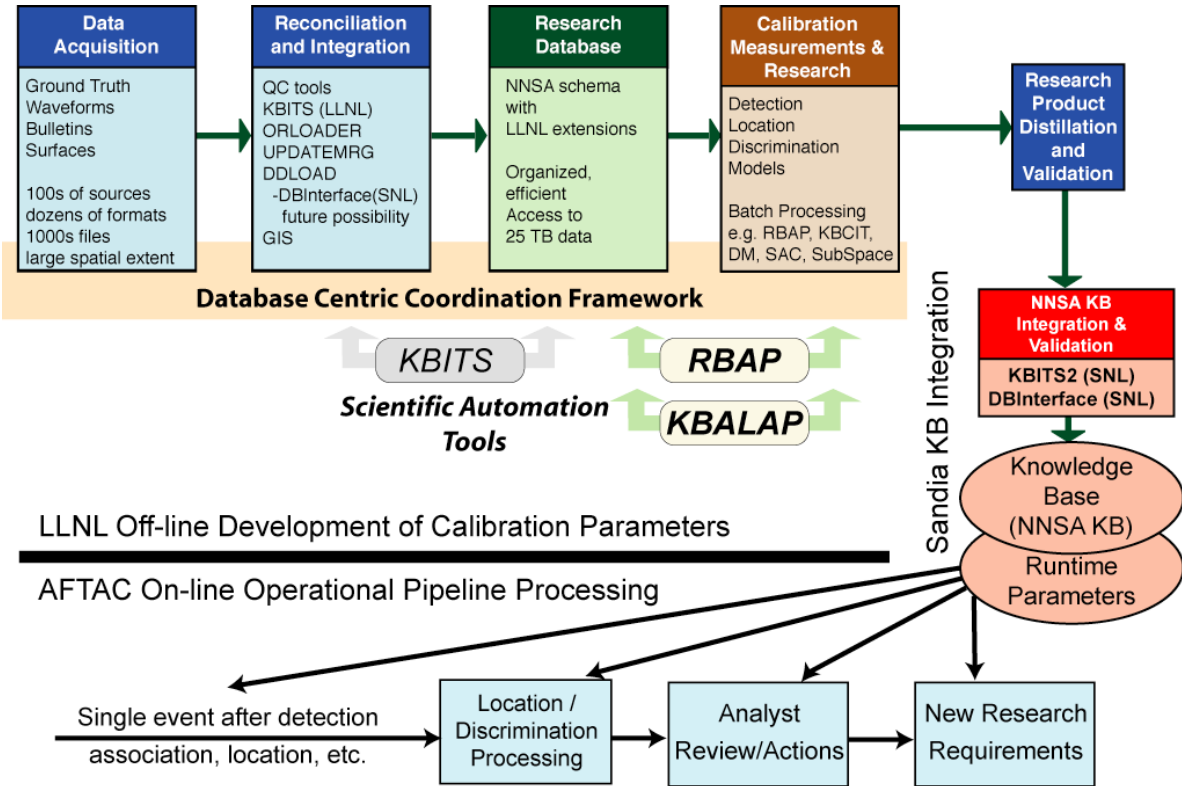 Data
Acquisition
Ground Truth
Waveforms
Bulletins
Surfaces
100s of sources
dozens of formats
1000s files
large spatial extent
Reconciliation
and Integration
QC tools
KBITS (LLNL)
ORLOADER
UPDATEMRG
DDLOAD
-DBInterface(SNL)
future possibility
GIS
Research
Database
NNSA schema
with
LLNL extensions
Organized,
efficient
Access to
25 TB data
Calibration
Measurements &
Research
Detection
Location
Discrimination
Models
Batch Processing
e.g. RBAP, KBCIT,
DM, SAC, SubSpace
Research
Product
Distillation
and
Validation
Database Centric Coordination Framework
KBITS
RBAP
KBALAP
Scientific Automation
Tools
Sandia KB Integration
NNSA KB
Integration &
Validation
KBITS2 (SNL)
DBInterface (SNL)
Knowledge
Base
(NNSA KB)
Runtime
Parameters
LLNL Off-line Development of Calibration Parameters
AFTAC On-line Operational Pipeline Processing
Single event after detection
association, location, etc.
Location /
Discrimination
Processing
Analyst
Review/Actions
New Research
Requirements